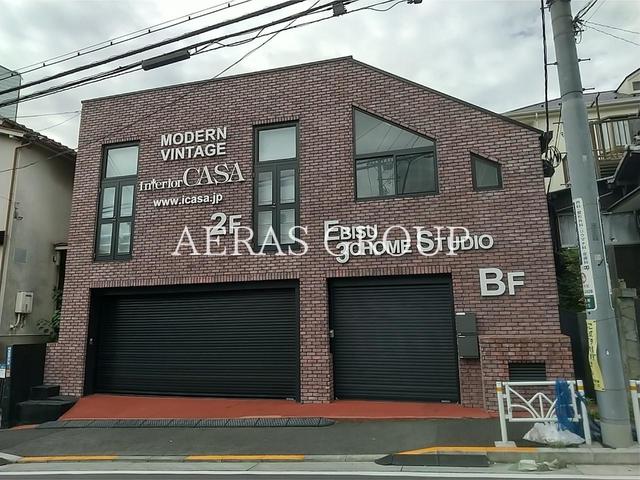 MODERN
VINTAGE
Interior CASA
www.icasa.jp
2F
EBISU
3CHOME STUDIO
BF
AERAS GROUP